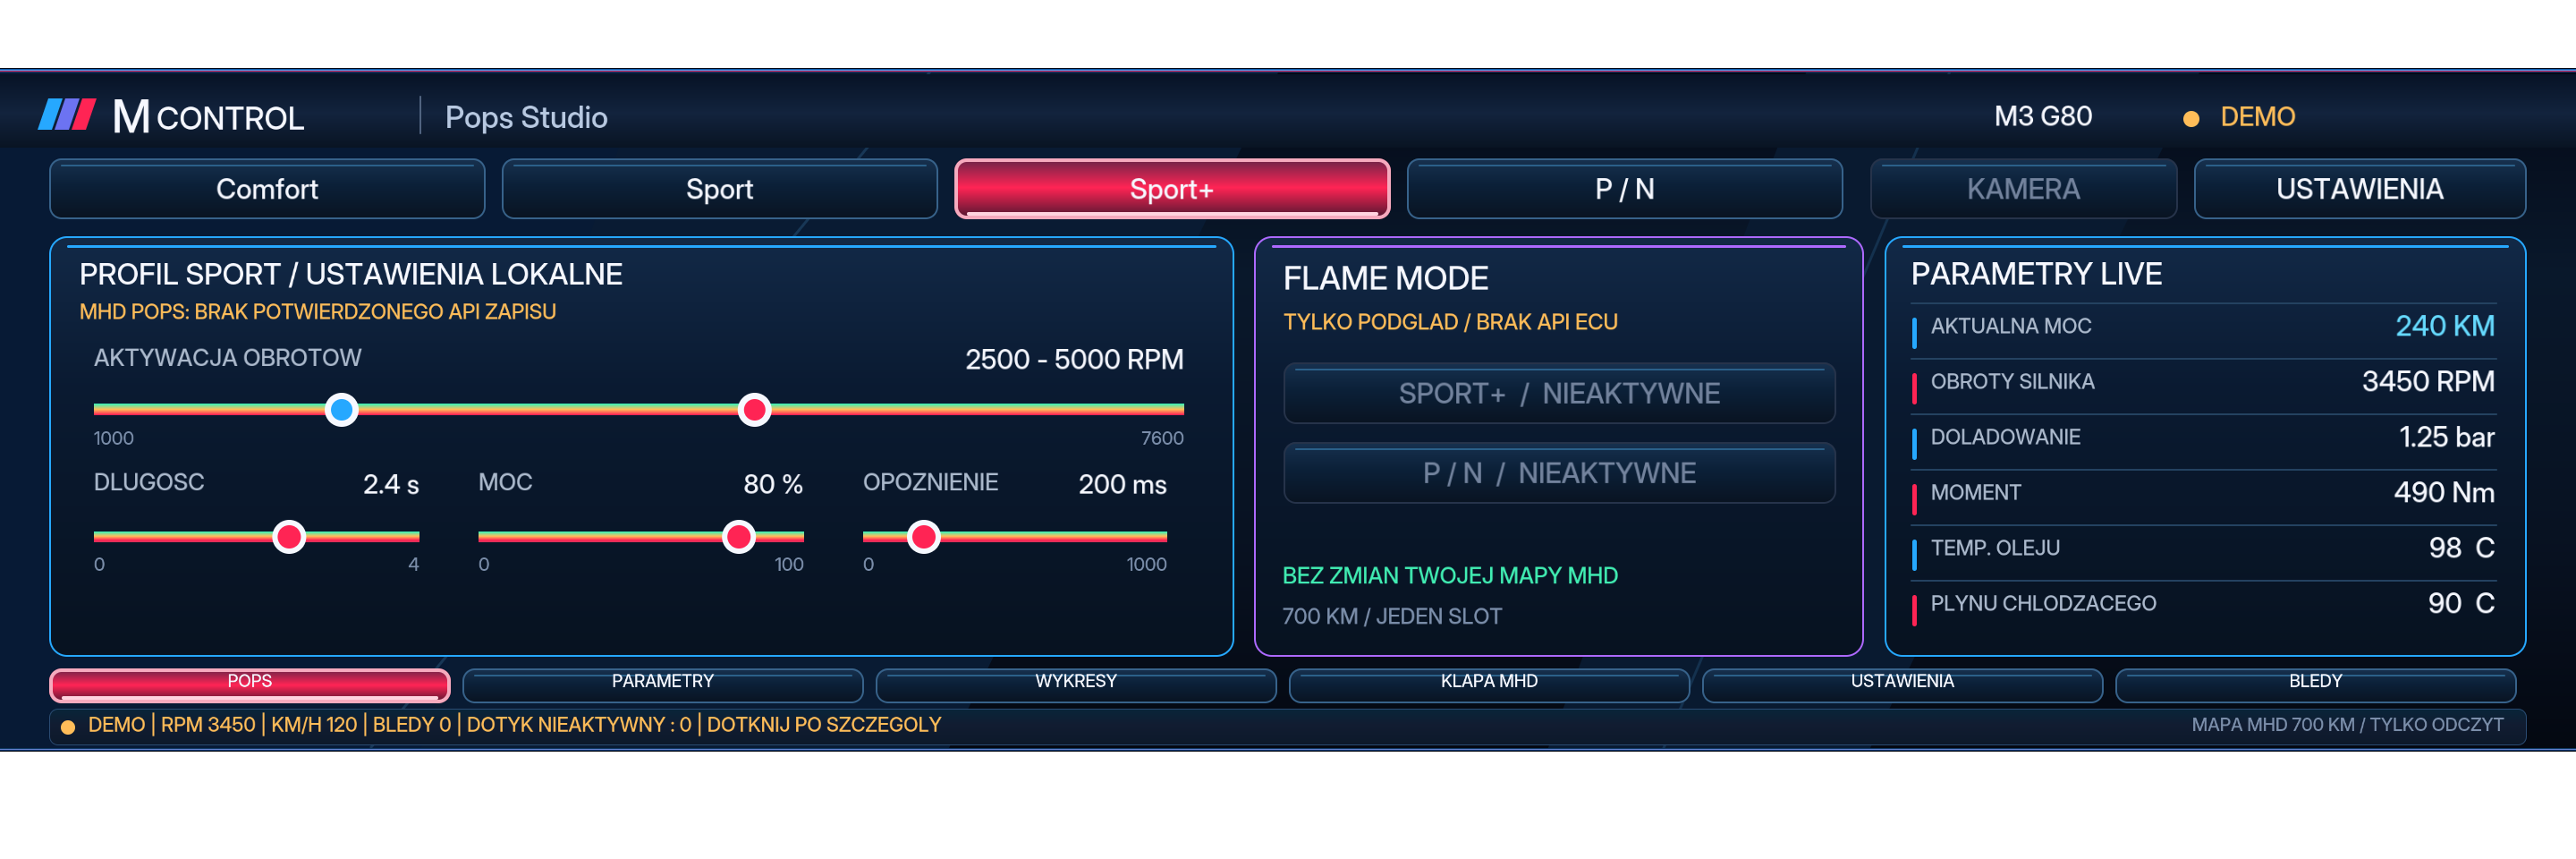 M CONTROL | Pops Studio M3 G80 DEMO
Comfort Sport Sport+ P / N KAMERA USTAWIENIA
PROFIL SPORT / USTAWIENIA LOKALNE
MHD POPS: BRAK POTWIERDZONEGO API ZAPISU
AKTYWACJA OBROTOW 2500 - 5000 RPM
1000 7600
DLUGOSC 2.4 s MOC 80 % OPOZNIENIE 200 ms
0 4 0 100 0 1000
FLAME MODE
TYLKO PODGLAD / BRAK API ECU
SPORT+ / NIEAKTYWNE
P / N / NIEAKTYWNE
BEZ ZMIAN TWOJEJ MAPY MHD
700 KM / JEDEN SLOT
PARAMETRY LIVE
AKTUALNA MOC 240 KM
OBROTY SILNIKA 3450 RPM
DOLADOWANIE 1.25 bar
MOMENT 490 Nm
TEMP. OLEJU 98 C
PLYNU CHLODZACEGO 90 C
POPS PARAMETRY WYKRESY KLAPA MHD USTAWIENIA BLEDY
DEMO | RPM 3450 | KM/H 120 | BLEDY 0 | DOTYK NIEAKTYWNY : 0 | DOTKNIJ PO SZCZEGOLY MAPA MHD 700 KM / TYLKO ODCZYT